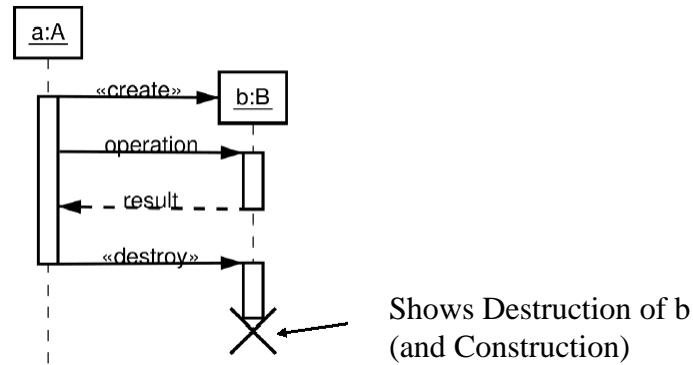 a:A
«create»
b:B
operation
result
«destroy»
Shows Destruction of b
(and Construction)